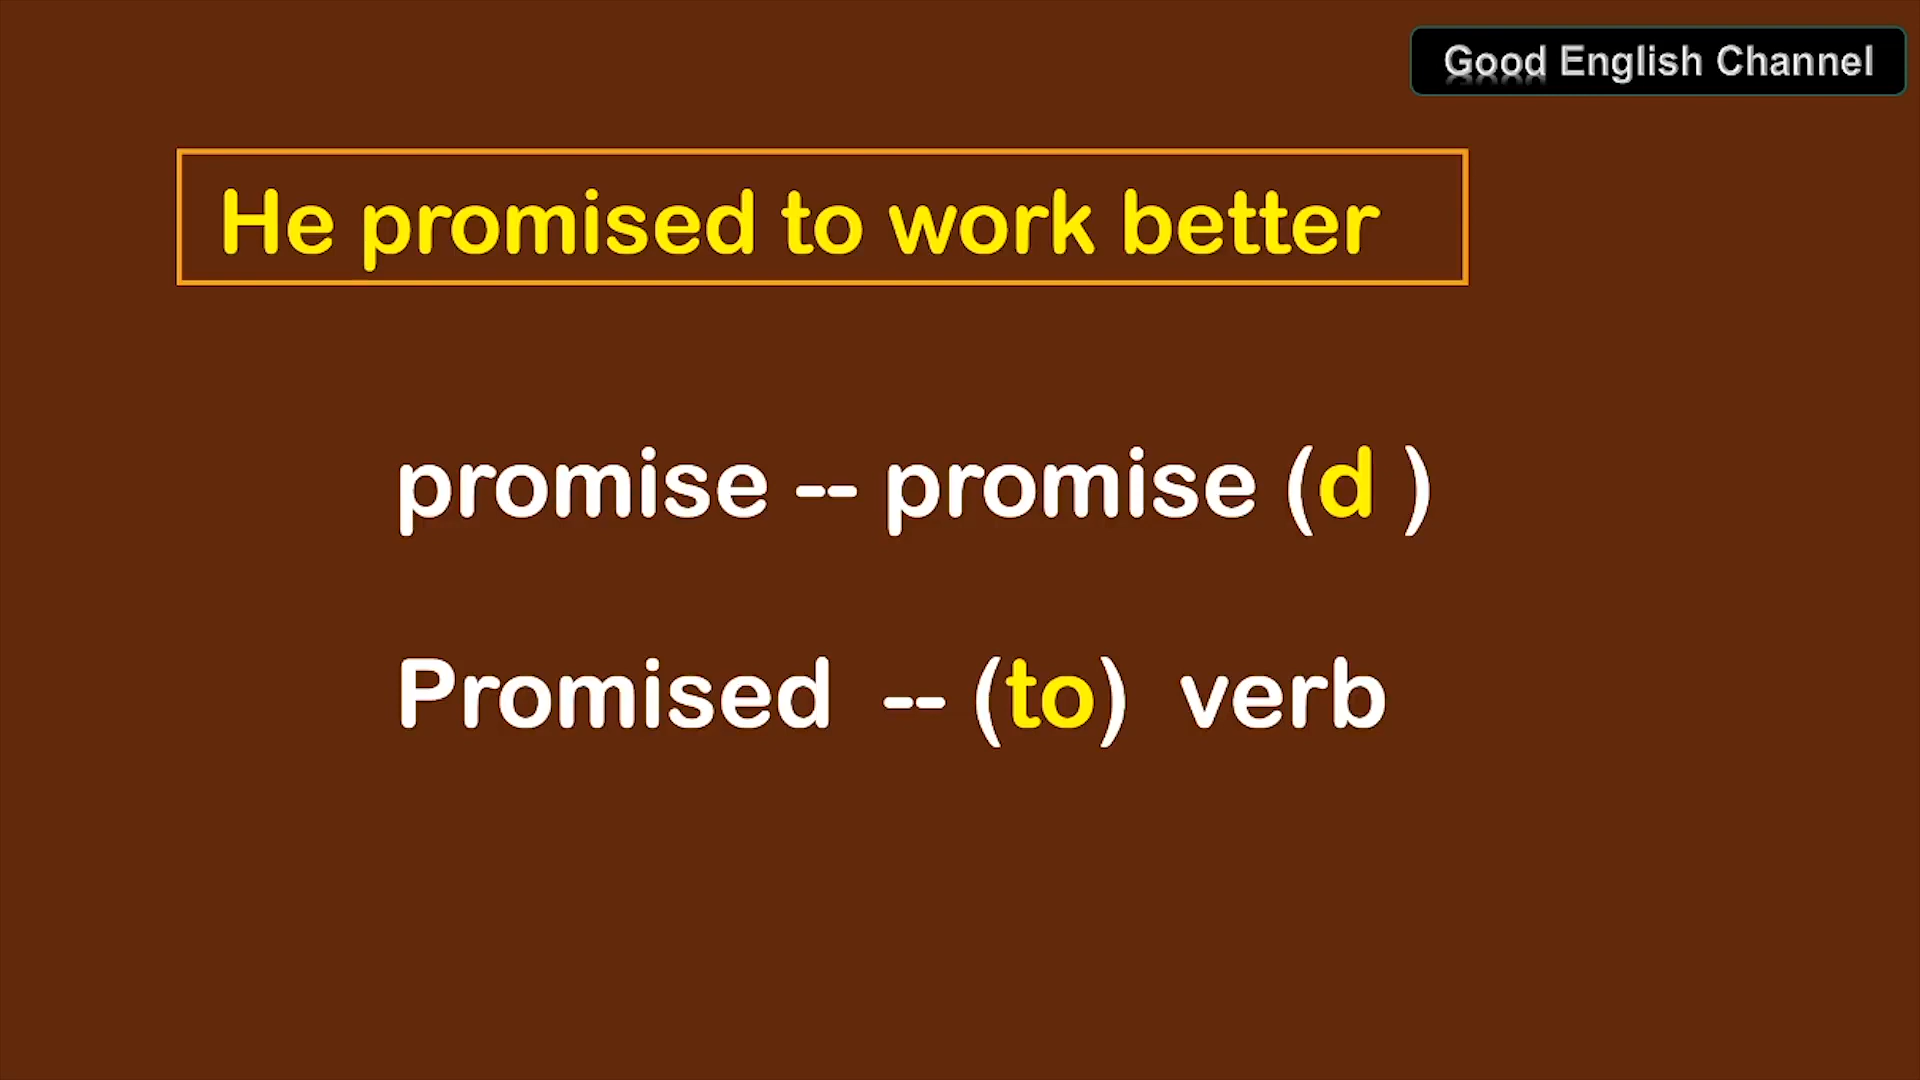 Good English Channel
He promised to work better
promise -- promise (d )
Promised -- (to) verb